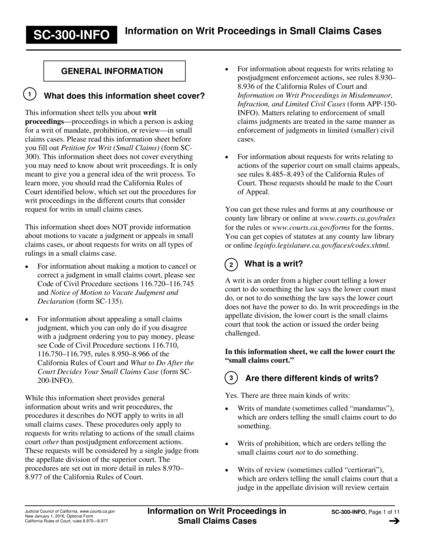 SC-300-INFO
Information on Writ Proceedings in Small Claims Cases
GENERAL INFORMATION
1 What does this information sheet cover?
This information sheet tells you about writ
proceedings—proceedings in which a person is asking
for a writ of mandate, prohibition, or review—in small
claims cases. Please read this information sheet before
you fill out Petition for Writ (Small Claims) (form SC-
300). This information sheet does not cover everything
you may need to know about writ proceedings. It is only
meant to give you a general idea of the writ process. To
learn more, you should read the California Rules of
Court identified below, which set out the procedures for
writ proceedings in the different courts that consider
request for writs in small claims cases.
This information sheet does NOT provide information
about motions to vacate a judgment or appeals in small
claims cases, or about requests for writs on all types of
rulings in a small claims case.
• For information about making a motion to cancel or
correct a judgment in small claims court, please see
Code of Civil Procedure sections 116.720–116.745
and Notice of Motion to Vacate Judgment and
Declaration (form SC-135).
• For information about appealing a small claims
judgment, which you can only do if you disagree
with a judgment ordering you to pay money, please
see Code of Civil Procedure sections 116.710,
116.750–116.795, rules 8.950–8.966 of the
California Rules of Court and What to Do After the
Court Decides Your Small Claims Case (form SC-
200-INFO).
While this information sheet provides general
information about writs and writ procedures, the
procedures it describes do NOT apply to writs in all
small claims cases. These procedures only apply to
requests for writs relating to actions of the small claims
court other than postjudgment enforcement actions.
These requests will be considered by a single judge from
the appellate division of the superior court. The
procedures are set out in more detail in rules 8.970–
8.977 of the California Rules of Court.
• For information about requests for writs relating to
postjudgment enforcement actions, see rules 8.930–
8.936 of the California Rules of Court and
Information on Writ Proceedings in Misdemeanor,
Infraction, and Limited Civil Cases (form APP-150-
INFO). Matters relating to enforcement of small
claims judgments are treated in the same manner as
enforcement of judgments in limited (smaller) civil
cases.
• For information about requests for writs relating to
actions of the superior court on small claims appeals,
see rules 8.485–8.493 of the California Rules of
Court. Those requests should be made to the Court
of Appeal.
You can get these rules and forms at any courthouse or
county law library or online at www.courts.ca.gov/rules
for the rules or www.courts.ca.gov/forms for the forms.
You can get copies of statutes at any county law library
or online leginfo.legislature.ca.gov/faces/codes.xhtml.
2 What is a writ?
A writ is an order from a higher court telling a lower
court to do something the law says the lower court must
do, or not to do something the law says the lower court
does not have the power to do. In writ proceedings in the
appellate division, the lower court is the small claims
court that took the action or issued the order being
challenged.
In this information sheet, we call the lower court the
“small claims court.”
3 Are there different kinds of writs?
Yes. There are three main kinds of writs:
• Writs of mandate (sometimes called “mandamus”),
which are orders telling the small claims court to do
something.
• Writs of prohibition, which are orders telling the
small claims court not to do something.
• Writs of review (sometimes called “certiorari”),
which are orders telling the small claims court that a
judge in the appellate division will review certain
Judicial Council of California, www.courts.ca.gov
New January 1, 2016, Optional Form
California Rules of Court, rules 8.970—8.977
Information on Writ Proceedings in
Small Claims Cases
SC-300-INFO, Page 1 of 11
→